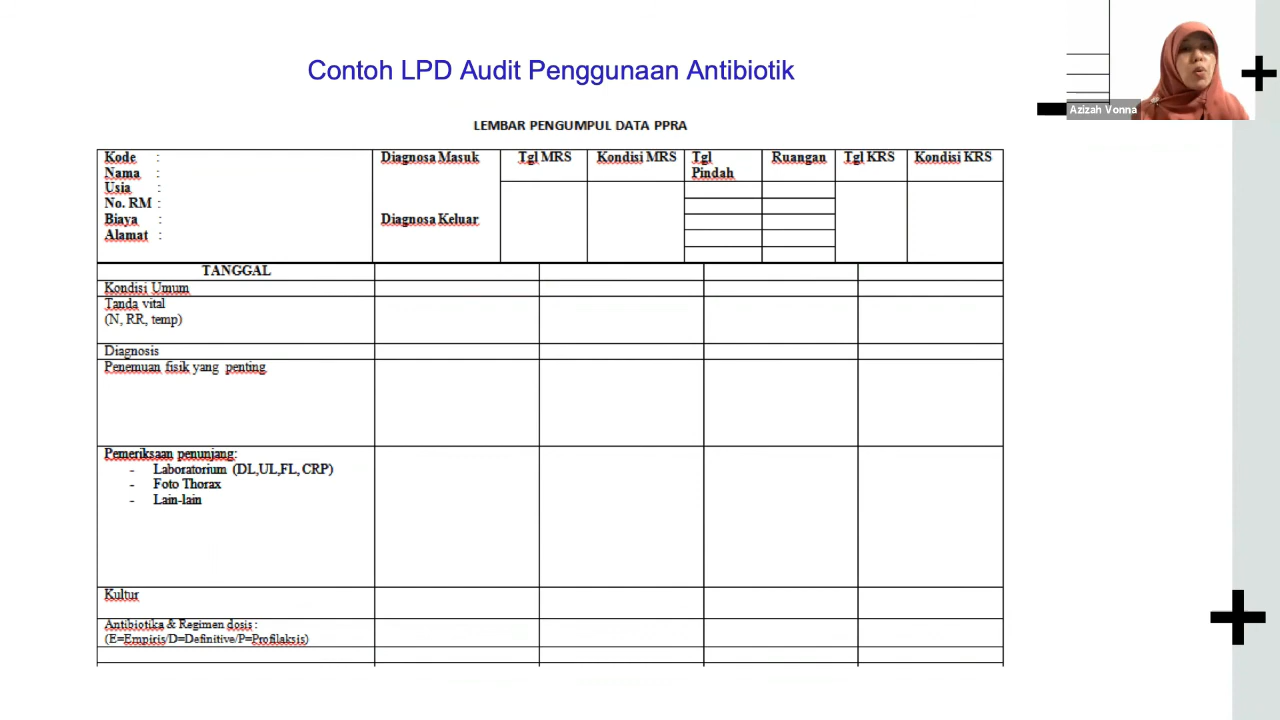 Contoh LPD Audit Penggunaan Antibiotik
Azizah Vonna
LEMBAR PENGUMPUL DATA PPRA
Kode :
Nama :
Usia :
No. RM :
Biaya :
Alamat :
Diagnosa Masuk
Diagnosa Keluar
Tgl MRS
Kondisi MRS
Tgl
Pindah
Ruangan
Tgl KRS
Kondisi KRS
TANGGAL
Kondisi Umum
Tanda vital
(N, RR, temp)
Diagnosis
Penemuan fisik yang penting
Pemeriksaan penunjang:
- Laboratorium (DL,UL,FL, CRP)
- Foto Thorax
- Lain-lain
Kultur
Antibiotika & Regimen dosis :
(E=Empiris/D=Definitive/P=Profilaksis)